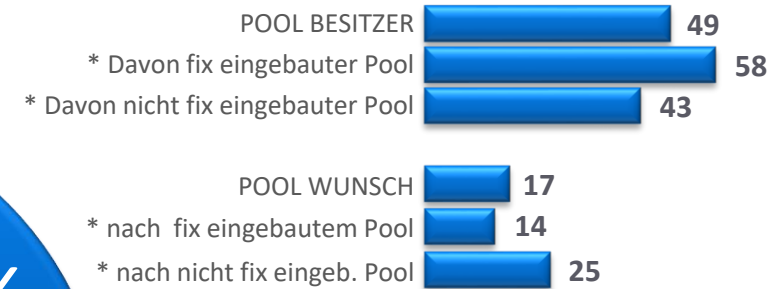 POOL BESITZER 49
* Davon fix eingebauter Pool 58
* Davon nicht fix eingebauter Pool 43
POOL WUNSCH 17
* nach fix eingebautem Pool 14
* nach nicht fix eingeb. Pool 25